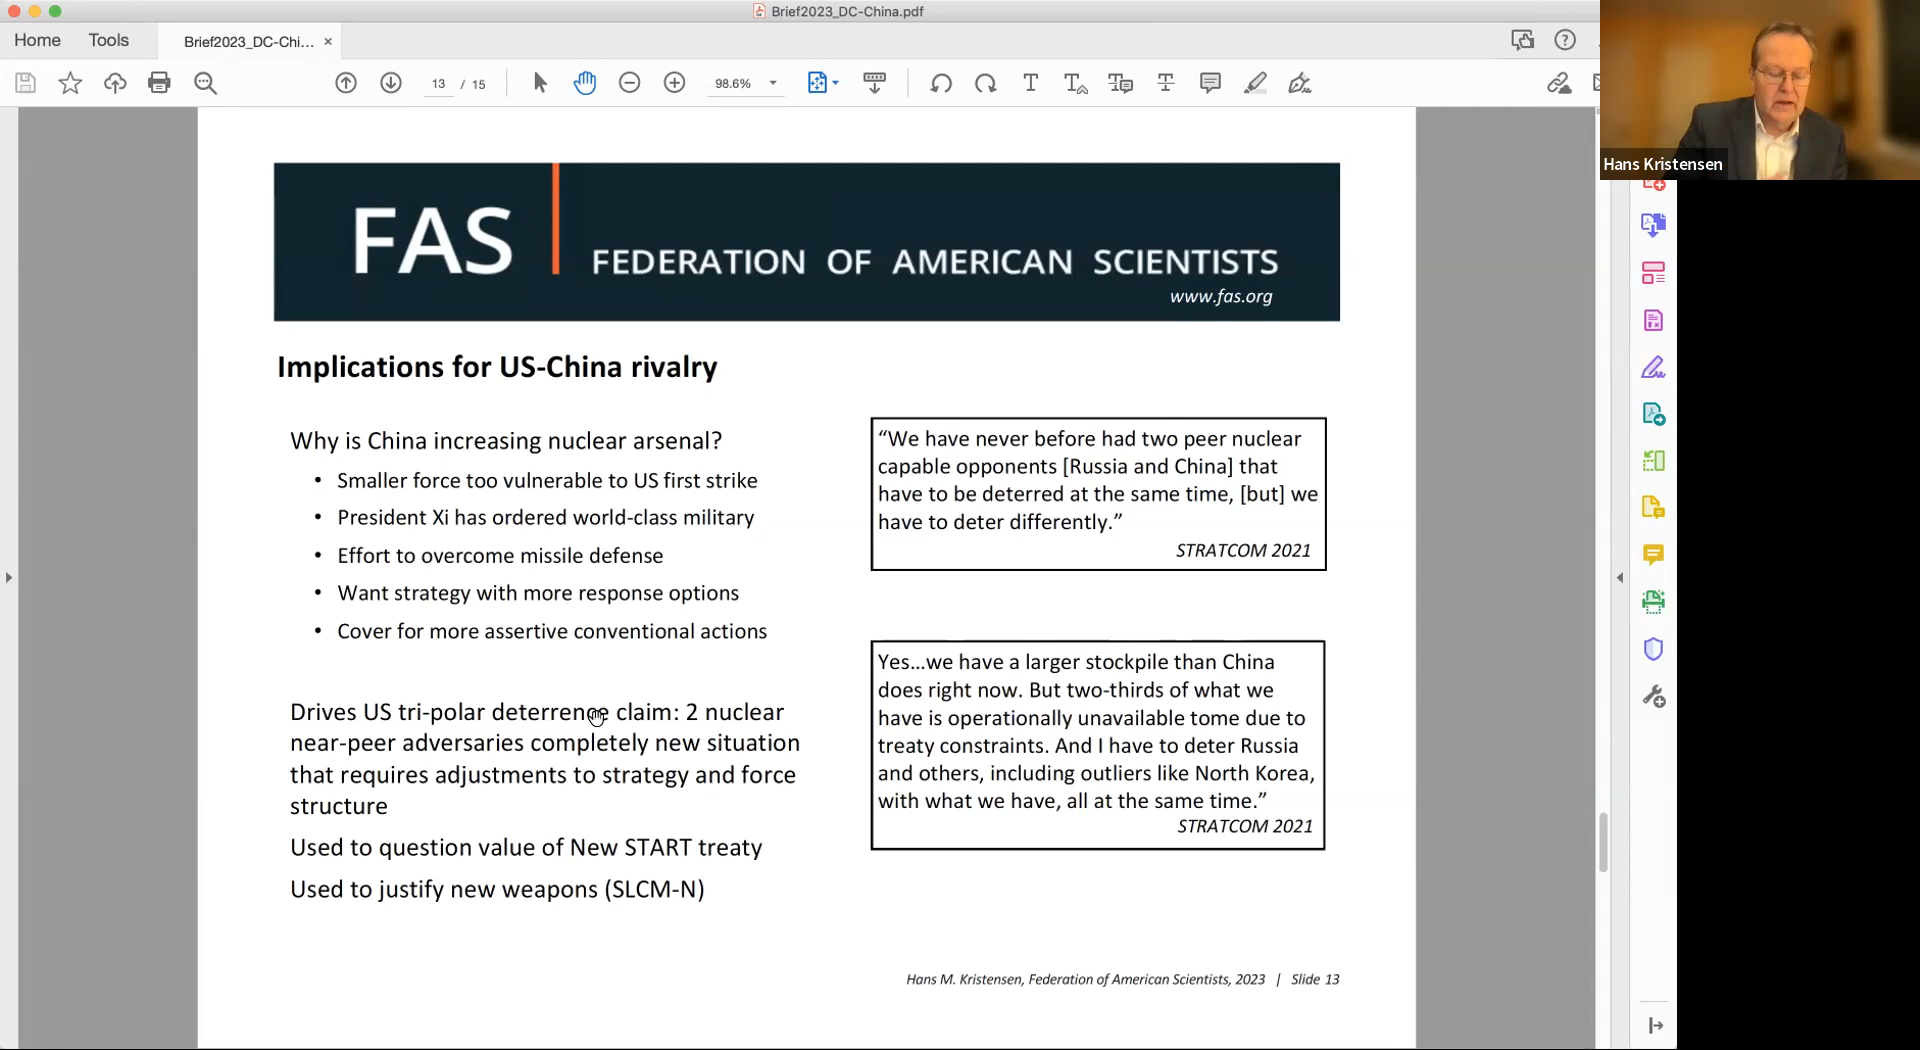 Brief2023_DC-China.pdf
Home
Tools
Brief2023_DC-Chi...
13 / 15
98.6%
Hans Kristensen
FAS
FEDERATION OF AMERICAN SCIENTISTS
www.fas.org
Implications for US-China rivalry
Why is China increasing nuclear arsenal?
• Smaller force too vulnerable to US first strike
• President Xi has ordered world-class military
• Effort to overcome missile defense
• Want strategy with more response options
• Cover for more assertive conventional actions
Drives US tri-polar deterrence claim: 2 nuclear
near-peer adversaries completely new situation
that requires adjustments to strategy and force
structure
Used to question value of New START treaty
Used to justify new weapons (SLCM-N)
“We have never before had two peer nuclear
capable opponents [Russia and China] that
have to be deterred at the same time, [but] we
have to deter differently.”
STRATCOM 2021
Yes...we have a larger stockpile than China
does right now. But two-thirds of what we
have is operationally unavailable tome due to
treaty constraints. And I have to deter Russia
and others, including outliers like North Korea,
with what we have, all at the same time.”
STRATCOM 2021
Hans M. Kristensen, Federation of American Scientists, 2023 | Slide 13